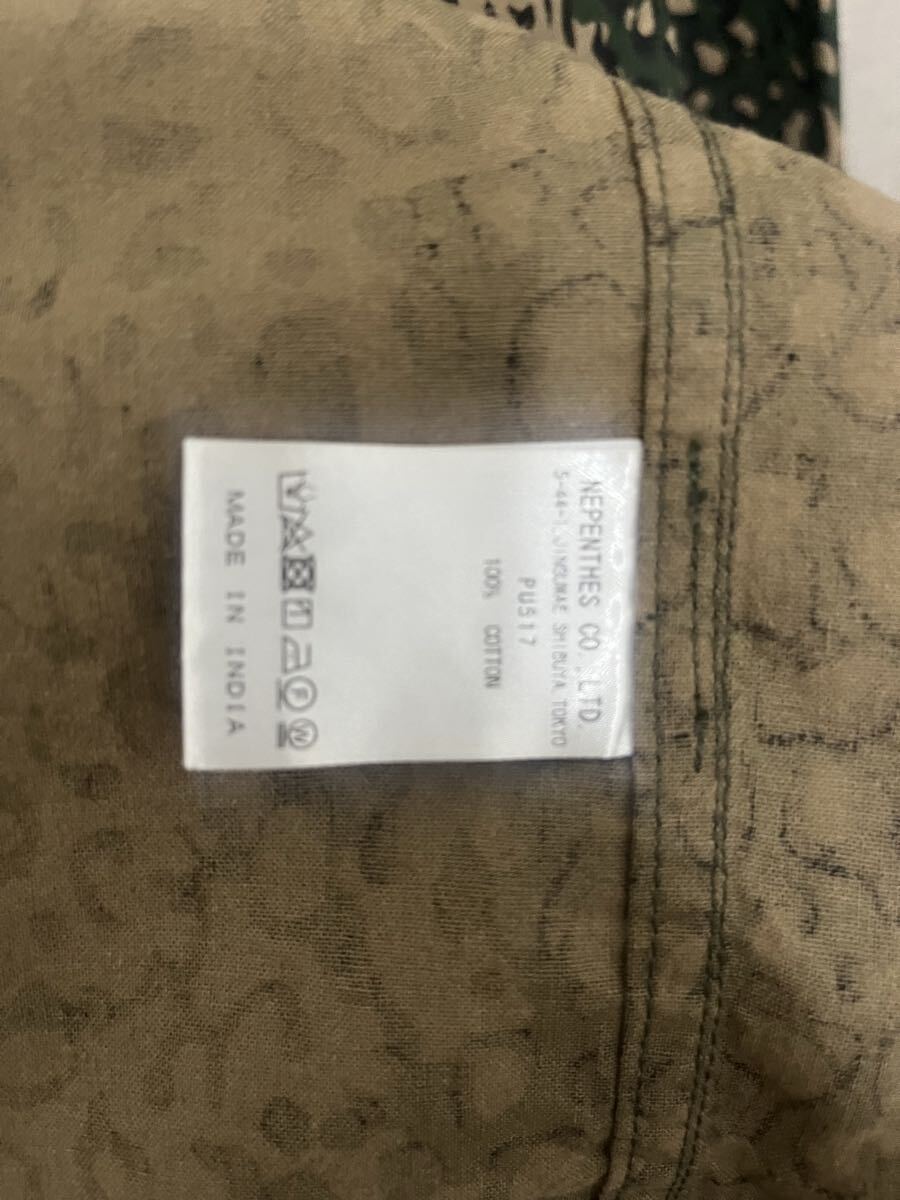 NEPENTHES CO.,LTD.
5-44-1,JINGUMAE SHIBUYA TOKYO
PU517
100% COTTON
F W
MADE IN INDIA